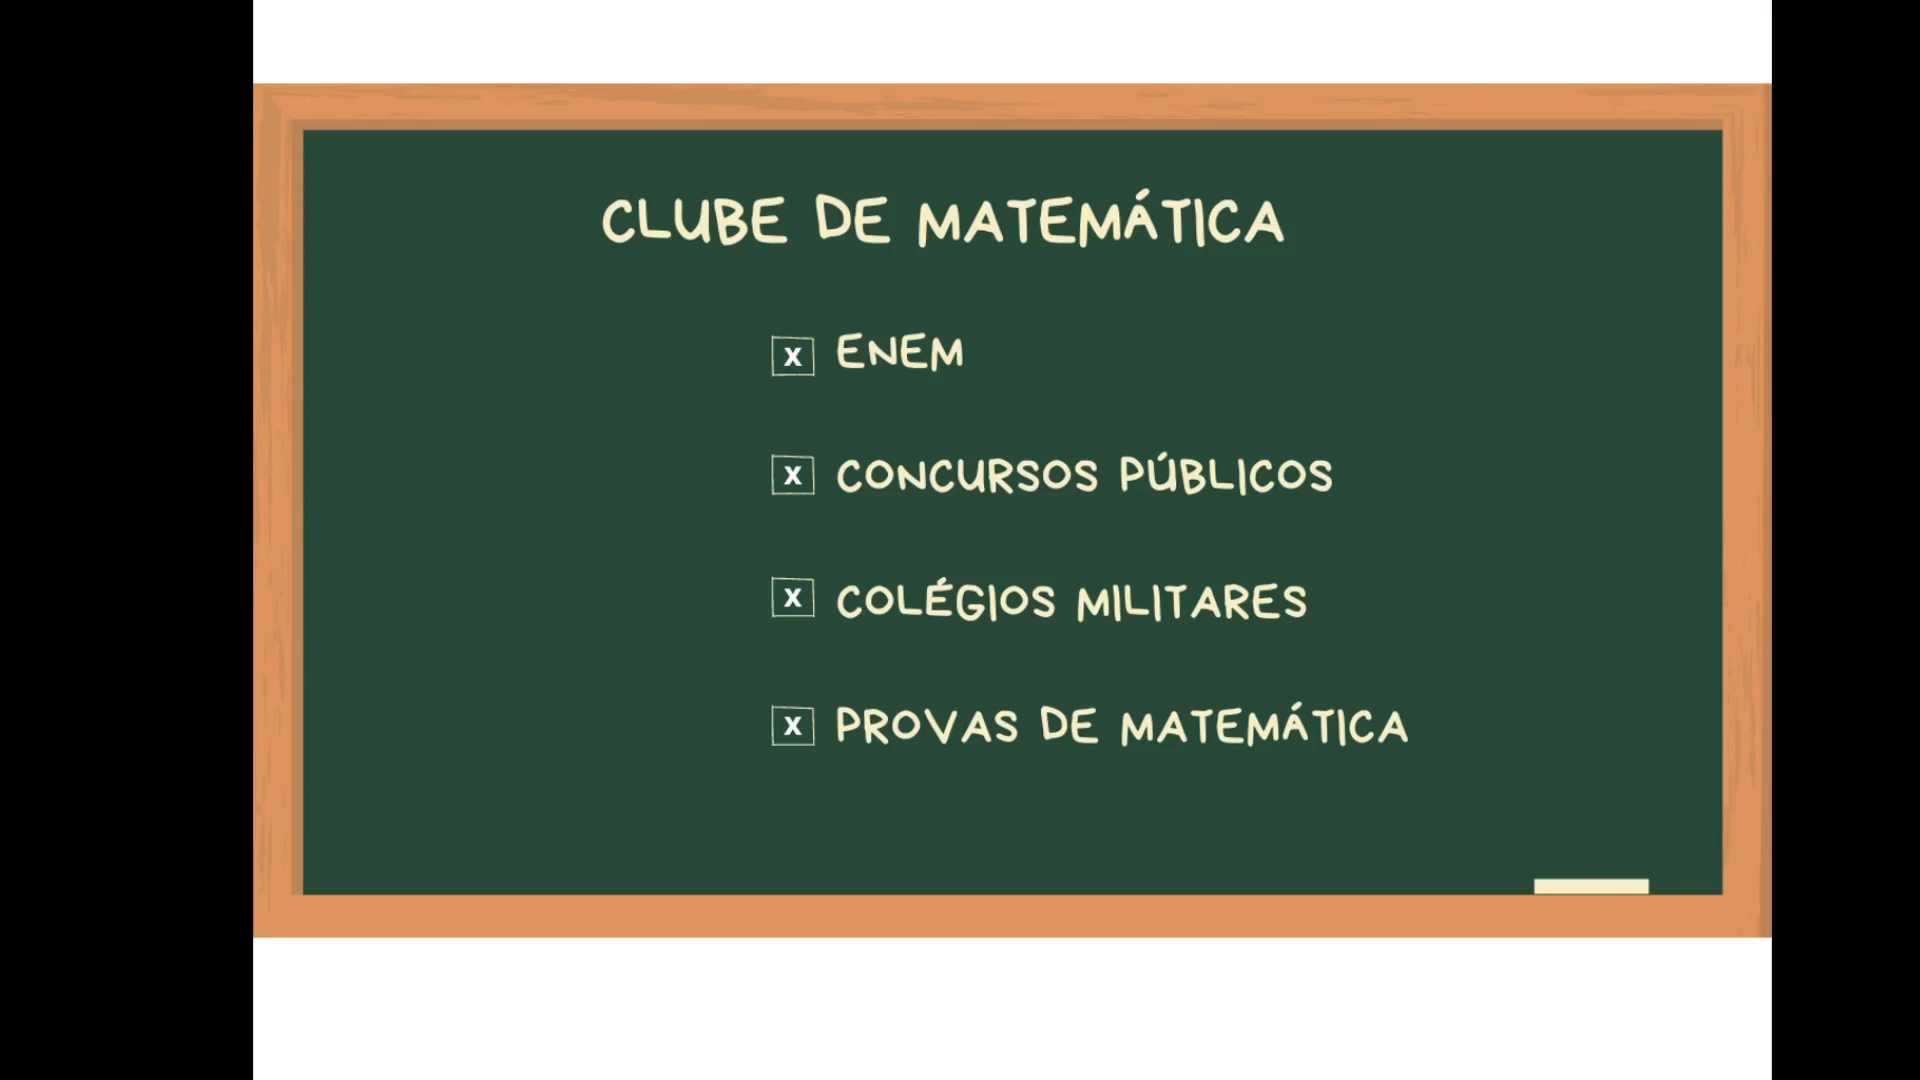 CLUBE DE MATEMÁTICA
X ENEM
X CONCURSOS PÚBLICOS
X COLÉGIOS MILITARES
X PROVAS DE MATEMÁTICA